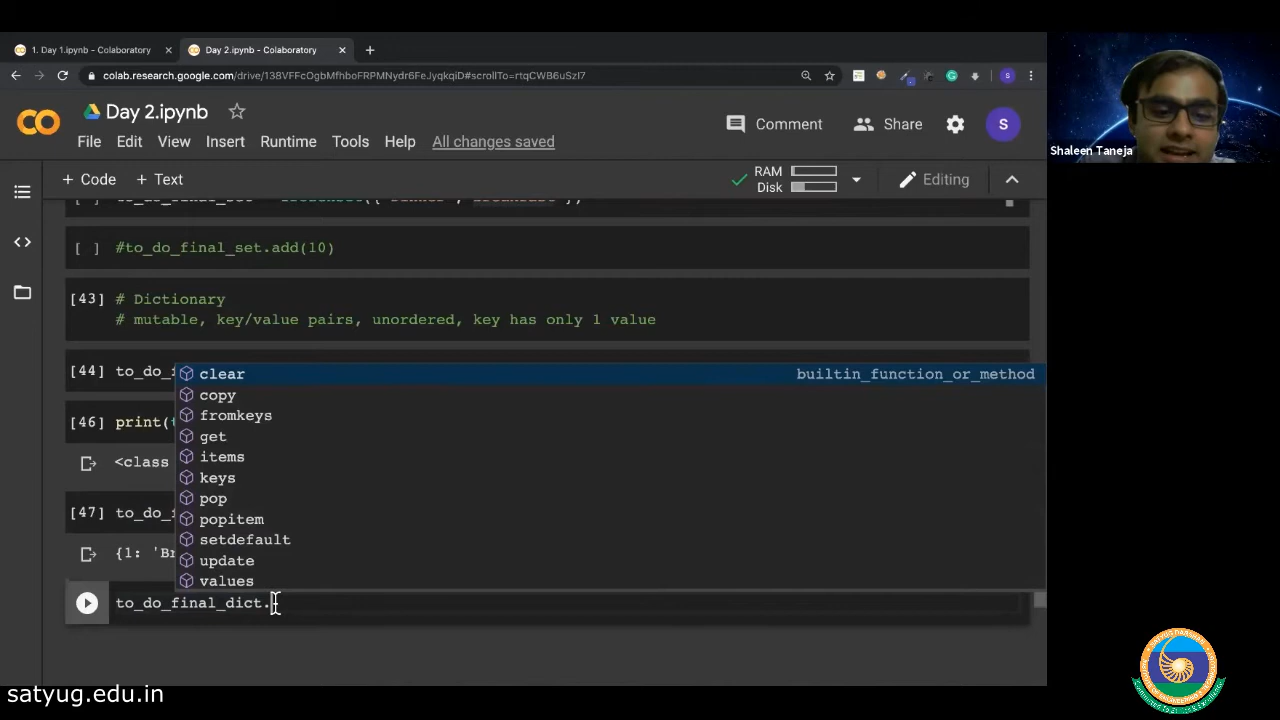 1. Day 1.ipynb - Colaboratory
Day 2.ipynb - Colaboratory
colab.research.google.com/drive/138VFFcOgbMfhboFRPMNydr6FeJyqkqiD#scrollTo=rtqCWB6uSzI7
S
Shaleen Taneja
CO
Day 2.ipynb
File Edit View Insert Runtime Tools Help All changes saved
Comment
Share
S
+ Code + Text
RAM
Disk
Editing
[ ] #to_do_final_set.add(10)
[43] # Dictionary
# mutable, key/value pairs, unordered, key has only 1 value
[44] to_do_f
clear builtin_function_or_method
copy
fromkeys
[46] print(
get
items
<class
keys
pop
[47] to_do_f
popitem
setdefault
{1: 'Br
update
values
to_do_final_dict.
satyug.edu.in